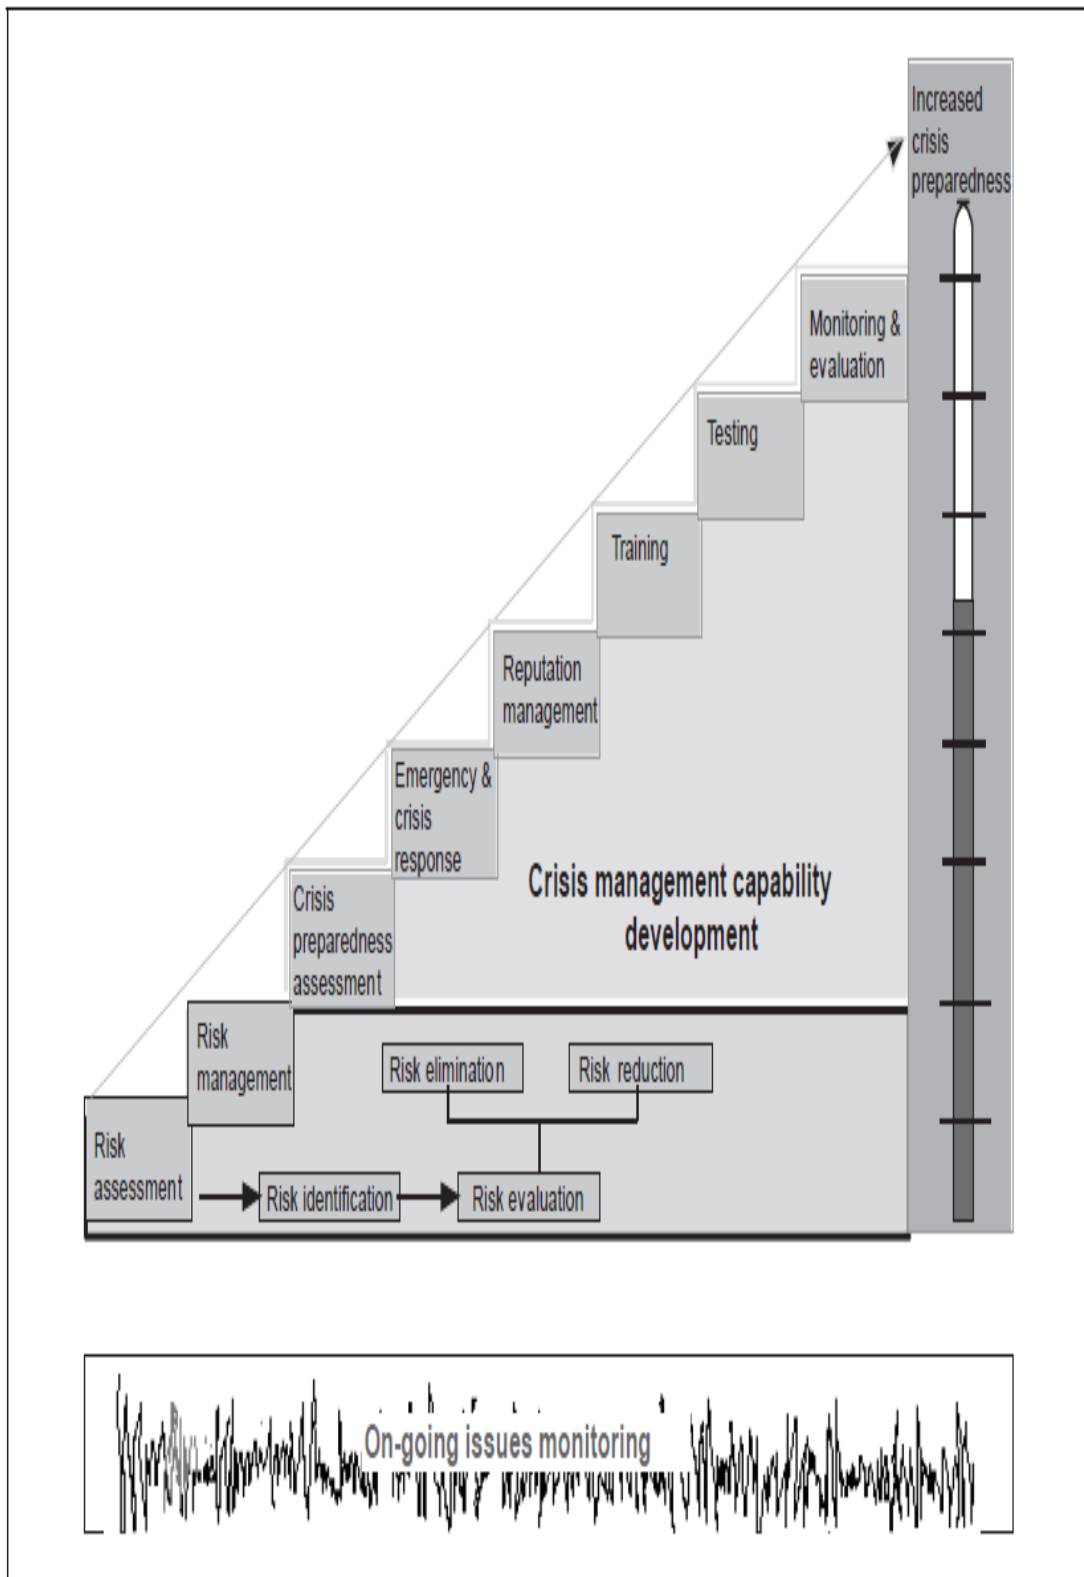 Increased
crisis
preparedness
Monitoring &
evaluation
Testing
Training
Reputation
management
Emergency &
crisis
response
Crisis management capability
development
Crisis
preparedness
assessment
Risk
management
Risk elimination
Risk reduction
Risk
assessment
Risk identification
Risk evaluation
On-going issues monitoring